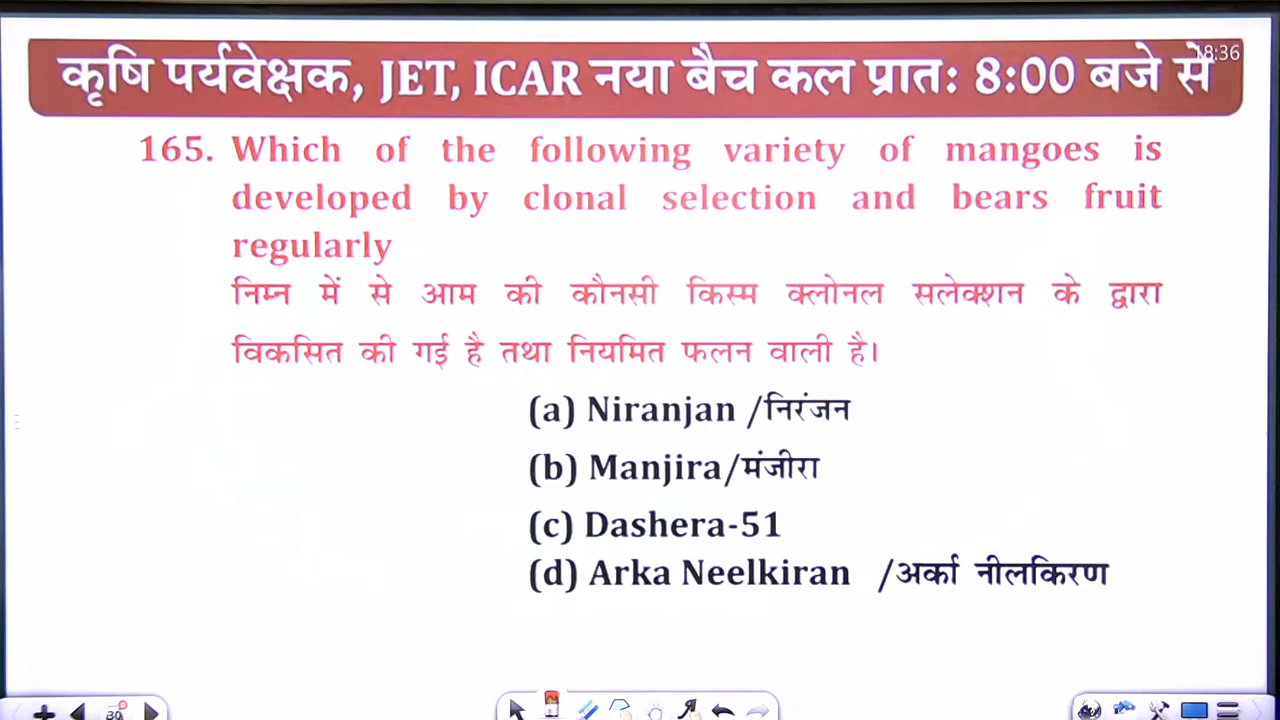 कृषि पर्यवेक्षक, JET, ICAR नया बैच कल प्रातः 8:00 बजे से
18:36
165. Which of the following variety of mangoes is
developed by clonal selection and bears fruit
regularly
निम्न में से आम की कौनसी किस्म क्लोनल सलेक्शन के द्वारा
विकसित की गई है तथा नियमित फलन वाली है।
(a) Niranjan /निरंजन
(b) Manjira/मंजीरा
(c) Dashera-51
(d) Arka Neelkiran /अर्का नीलकिरण
30